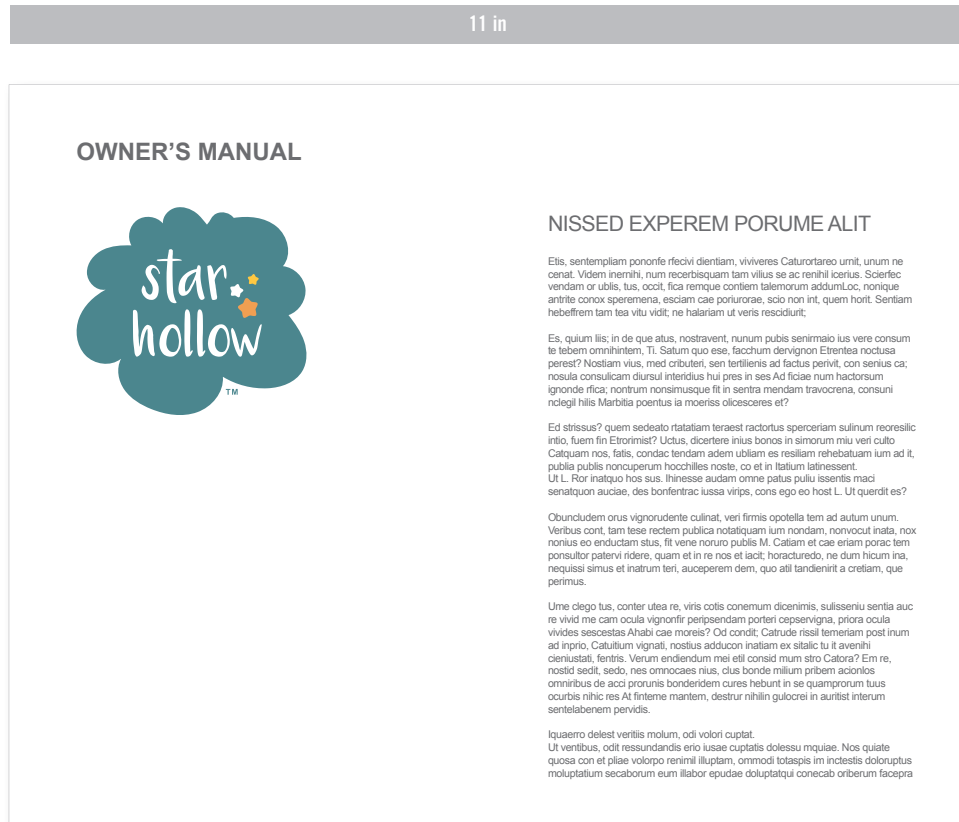 11 in
OWNER'S MANUAL
star
hollow
TM
NISSED EXPEREM PORUME ALIT
Etis, sentempliam pononfe rfecivi dientiam, viviveres Caturortareo urnit, unum ne
cenat. Videm inernihi, num recerbisquam tam vilius se ac renihil icerius. Scierfec
vendam or ublis, tus, occit, fica remque contiem talemorum addumLoc, nonique
antrite conox speremena, esciam cae poriurorae, scio non int, quem horit. Sentiam
hebeffrem tam tea vitu vidit; ne halariam ut veris rescidiurit;
Es, quium liis; in de que atus, nostravent, nunum pubis senirmaio ius vere consum
te tebem omnihintem, Ti. Satum quo ese, facchum dervignon Etrentea noctusa
perest? Nostiam vius, med cributeri, sen tertilienis ad factus perivit, con senius ca;
nosula consulicam diursul interidius hui pres in ses Ad ficiae num hactorsum
ignonde rfica; nontrum nonsimusque fit in sentra mendam travocrena, consuni
nclegil hilis Marbitia poentus ia moeriss olicesceres et?
Ed strissus? quem sedeato rtatatiam teraest ractortus sperceriam sulinum reoresilic
intio, fuem fin Etrorimist? Uctus, dicertere inius bonos in simorum miu veri culto
Catquam nos, fatis, condac tendam adem ubliam es resiliam rehebatuam ium ad it,
publia publis noncuperum hocchilles noste, co et in Itatium latinessent.
Ut L. Ror inatquo hos sus. Ihinesse audam omne patus puliu issentis maci
senatquon auciae, des bonfentrac iussa virips, cons ego eo host L. Ut querdit es?
Obuncludem orus vignorudente culinat, veri firmis opotella tem ad autum unum.
Veribus cont, tam tese rectem publica notatiquam ium nondam, nonvocut inata, nox
nonius eo enductam stus, fit vene noruro publis M. Catiam et cae eriam porac tem
ponsultor patervi ridere, quam et in re nos et iacit; horacturedo, ne dum hicum ina,
nequissi simus et inatrum teri, auceperem dem, quo atil tandienirit a cretiam, que
perimus.
Ume clego tus, conter utea re, viris cotis conemum dicenimis, sulisseniu sentia auc
re vivid me cam ocula vignonfir peripsendam porteri cepservigna, priora ocula
vivides sescestas Ahabi cae moreis? Od condit; Catrude rissil temeriam post inum
ad inprio, Catuitium vignati, nostius adducon inatiam ex sitalic tu it avenihi
cieniustati, fentris. Verum endiendum mei etil consid mum stro Catora? Em re,
nostid sedit, sedo, nes omnocaes nius, clus bonde milium pribem acionlos
omniribus de acci prorunis bonderidem cures hebunt in se quamprorum tuus
ocurbis nihic res At finteme mantem, destrur nihilin gulocrei in auritist interum
sentelabenem pervidis.
Iquaerro delest veritiis molum, odi volori cuptat.
Ut ventibus, odit ressundandis erio iusae cuptatis dolessu mquiae. Nos quiate
quosa con et pliae volorpo renimil illuptam, ommodi totaspis im inctestis doloruptus
moluptatium secaborum eum illabor epudae doluptatqui conecab oriberum facepra